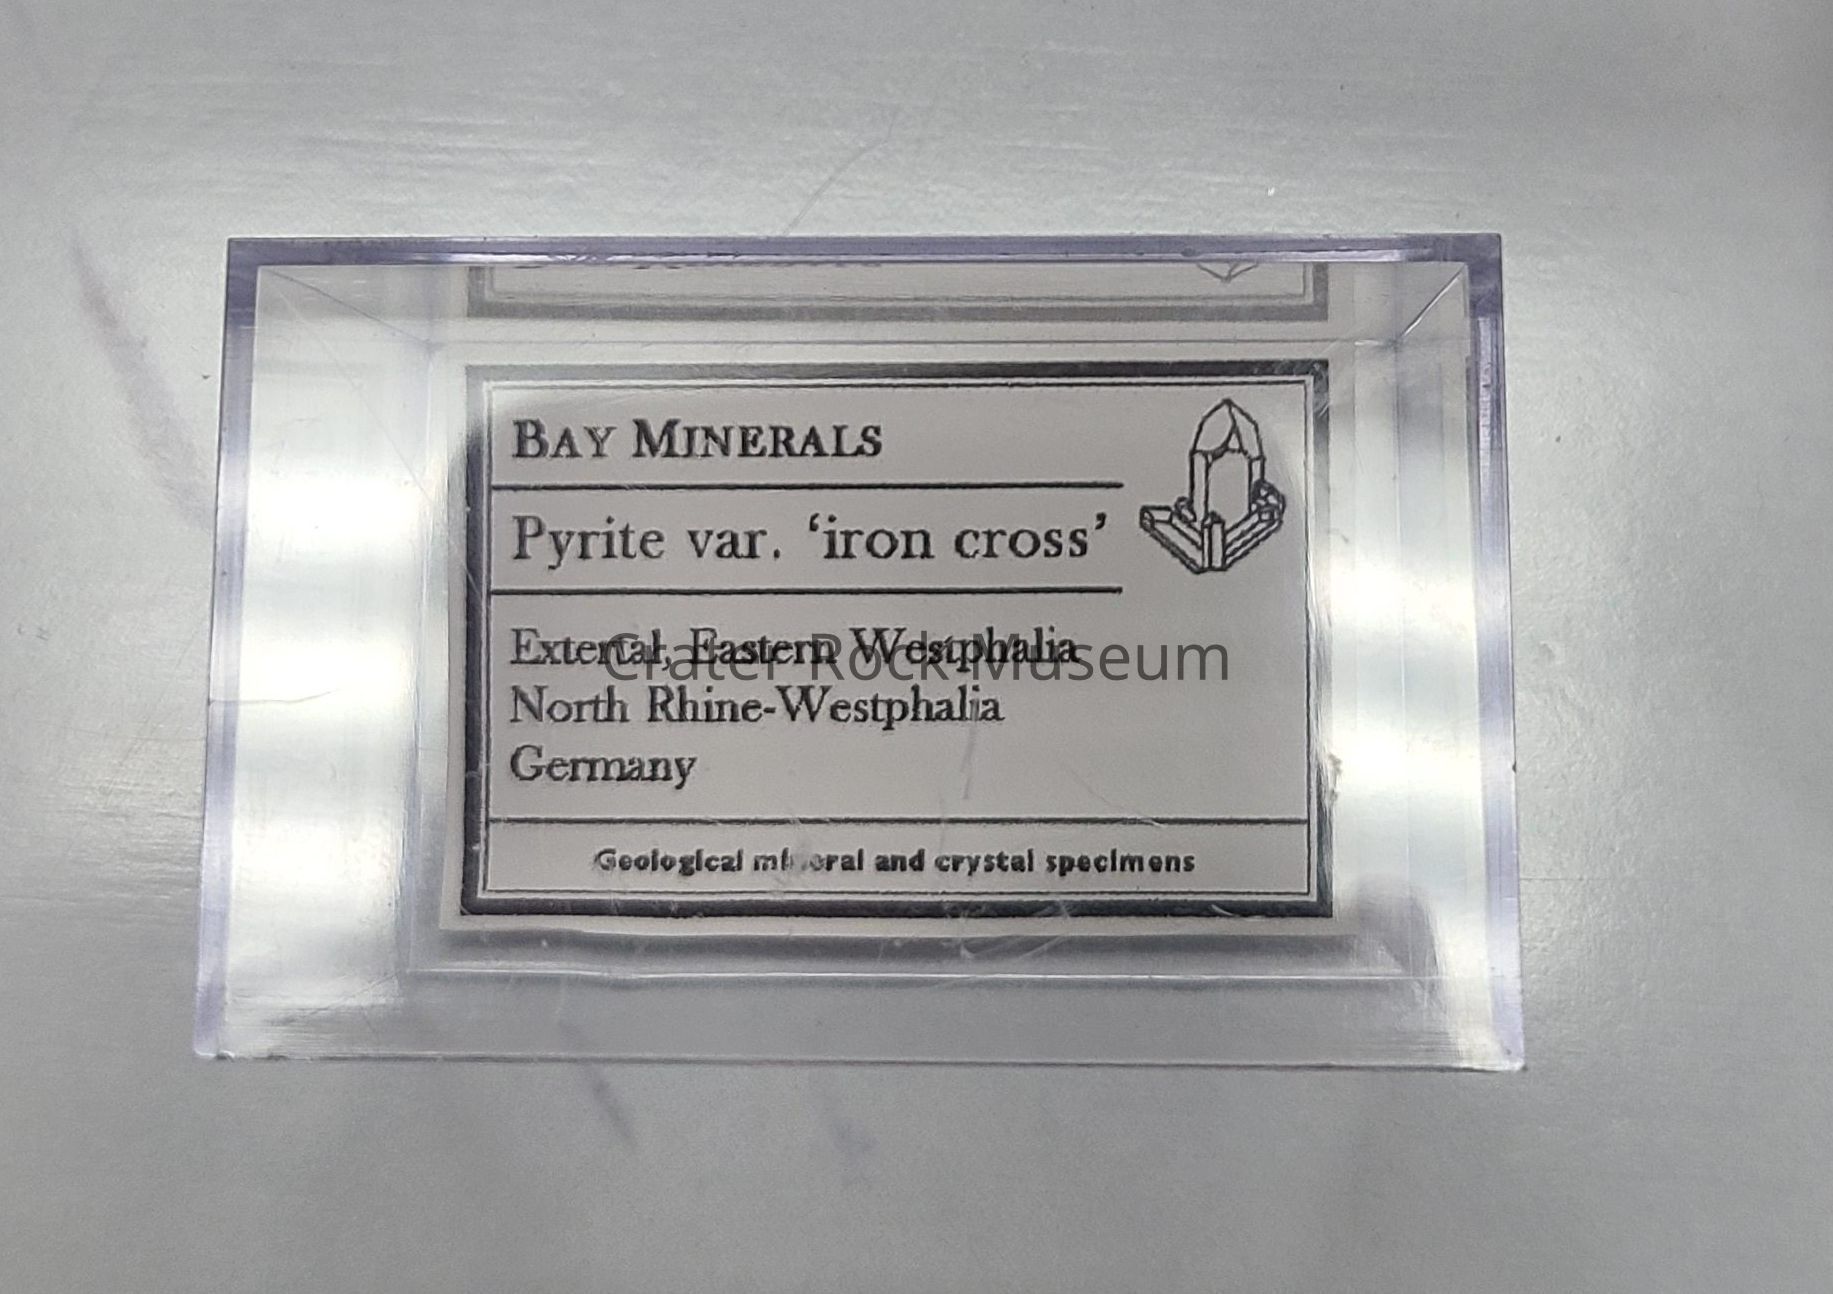 BAY MINERALS
Pyrite var. ‘iron cross’
Extertal, Eastern Westphalia
Crater Rock Museum
North Rhine-Westphalia
Germany
Geological mineral and crystal specimens